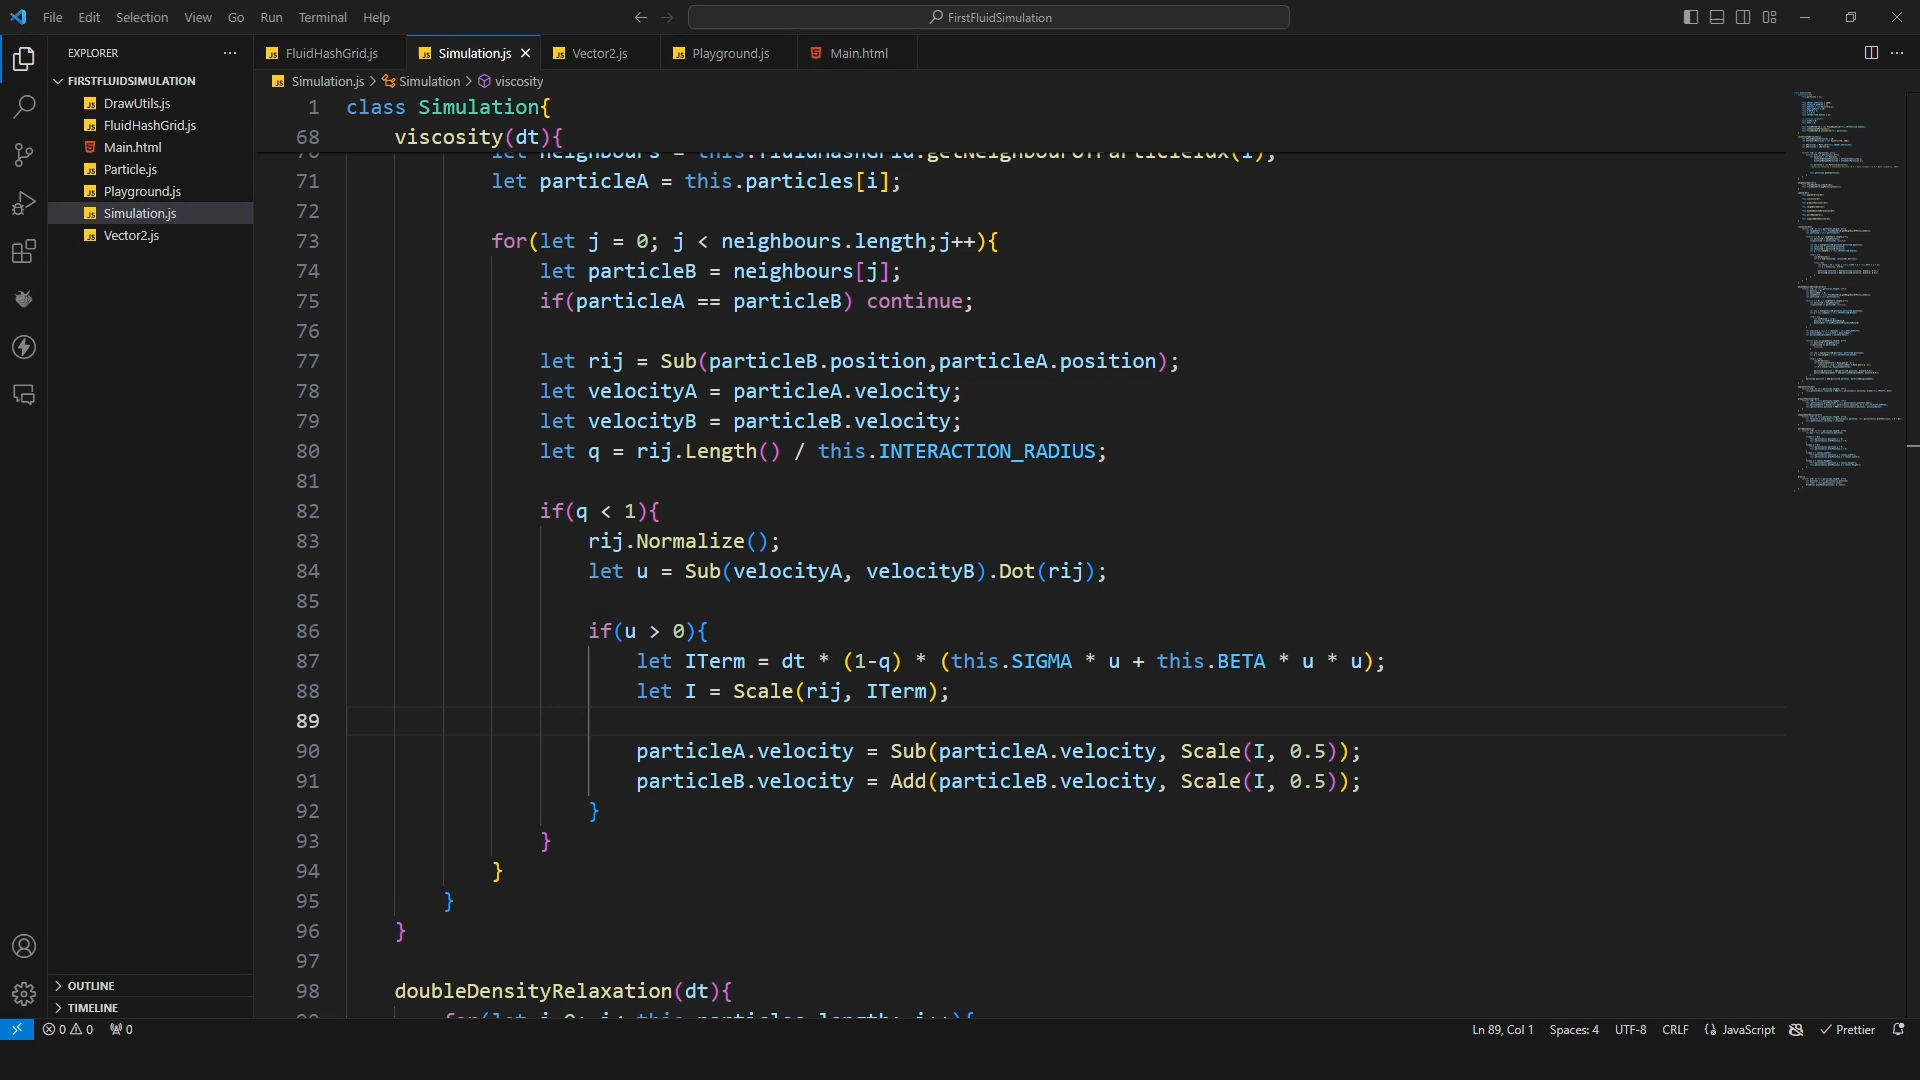 File Edit Selection View Go Run Terminal Help
FirstFluidSimulation
EXPLORER
FIRSTFLUIDSIMULATION
DrawUtils.js
FluidHashGrid.js
Main.html
Particle.js
Playground.js
Simulation.js
Vector2.js
OUTLINE
TIMELINE
FluidHashGrid.js Simulation.js Vector2.js Playground.js Main.html
Simulation.js > Simulation > viscosity
1 class Simulation{
68 viscosity(dt){
let neighbours = this.fluidHashGrid.getNeighbourOfParticleIdx(i);
71 let particleA = this.particles[i];
72
73 for(let j = 0; j < neighbours.length;j++){
74 let particleB = neighbours[j];
75 if(particleA == particleB) continue;
76
77 let rij = Sub(particleB.position,particleA.position);
78 let velocityA = particleA.velocity;
79 let velocityB = particleB.velocity;
80 let q = rij.Length() / this.INTERACTION_RADIUS;
81
82 if(q < 1){
83 rij.Normalize();
84 let u = Sub(velocityA, velocityB).Dot(rij);
85
86 if(u > 0){
87 let ITerm = dt * (1-q) * (this.SIGMA * u + this.BETA * u * u);
88 let I = Scale(rij, ITerm);
89
90 particleA.velocity = Sub(particleA.velocity, Scale(I, 0.5));
91 particleB.velocity = Add(particleB.velocity, Scale(I, 0.5));
92 }
93 }
94 }
95 }
96 }
97
98 doubleDensityRelaxation(dt){
0 0 0 Ln 89, Col 1 Spaces: 4 UTF-8 CRLF JavaScript Prettier